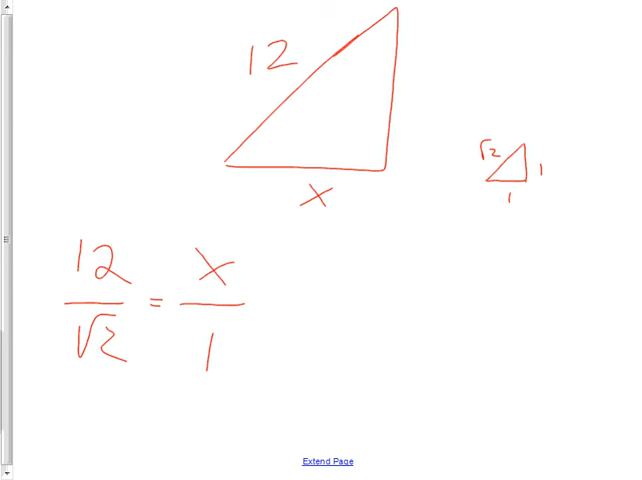 12
x
√2
1
1
12/√2 = x/1
Extend Page